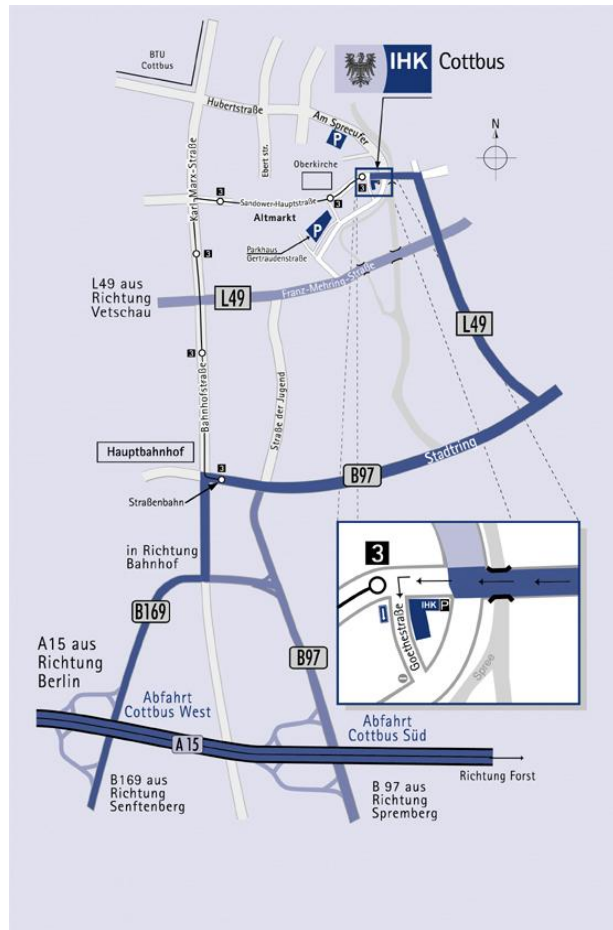 BTU
Cottbus
IHK Cottbus
Hubertstraße
Am Spreeufer
P
N
Karl-Marx-Straße
Ebert str.
Oberkirche
3
3
Sandower-Hauptstraße
3
Altmarkt
P
Parkhaus
Gertraudenstraße
3
L49 aus
Richtung
Vetschau
L49
Franz-Mehring-Straße
L49
3
Bahnhofstraße
Straße der Jugend
Hauptbahnhof
3
B97
Stadtring
Straßenbahn
in Richtung
Bahnhof
3
IHK P
Goethestraße
Spree
B169
B97
A15 aus
Richtung
Berlin
Abfahrt
Cottbus West
Abfahrt
Cottbus Süd
A 15
Richtung Forst
B169 aus
Richtung
Senftenberg
B 97 aus
Richtung
Spremberg